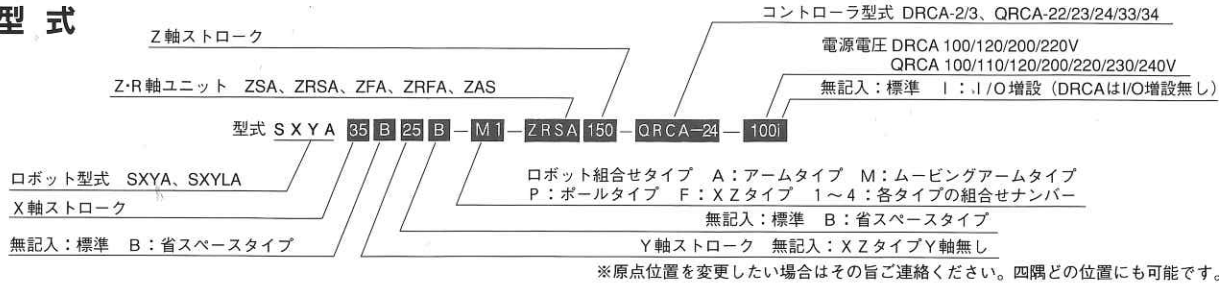 型式
コントローラ型式 DRCA-2/3、QRCA-22/23/24/33/34
Z軸ストローク
電源電圧 DRCA 100/120/200/220V
QRCA 100/110/120/200/220/230/240V
Z・R軸ユニット ZSA、ZRSA、ZFA、ZRFA、ZAS
無記入：標準 I：I/O増設（DRCAはI/O増設無し）
型式 SXYA 35 B 25 B － M1 － ZRSA 150 － QRCA－24 － 100i
ロボット型式 SXYA、SXYLA
ロボット組合せタイプ A：アームタイプ M：ムービングアームタイプ
P：ポールタイプ F：XZタイプ 1～4：各タイプの組合せナンバー
X軸ストローク
無記入：標準 B：省スペースタイプ
無記入：標準 B：省スペースタイプ
Y軸ストローク 無記入：XZタイプY軸無し
※原点位置を変更したい場合はその旨ご連絡ください。四隅どの位置にも可能です。